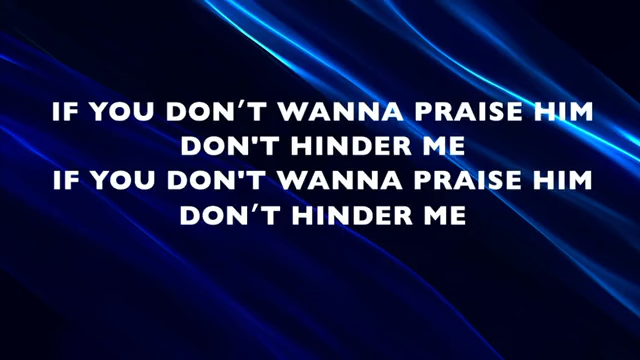 IF YOU DON’T WANNA PRAISE HIM
DON'T HINDER ME
IF YOU DON'T WANNA PRAISE HIM
DON’T HINDER ME